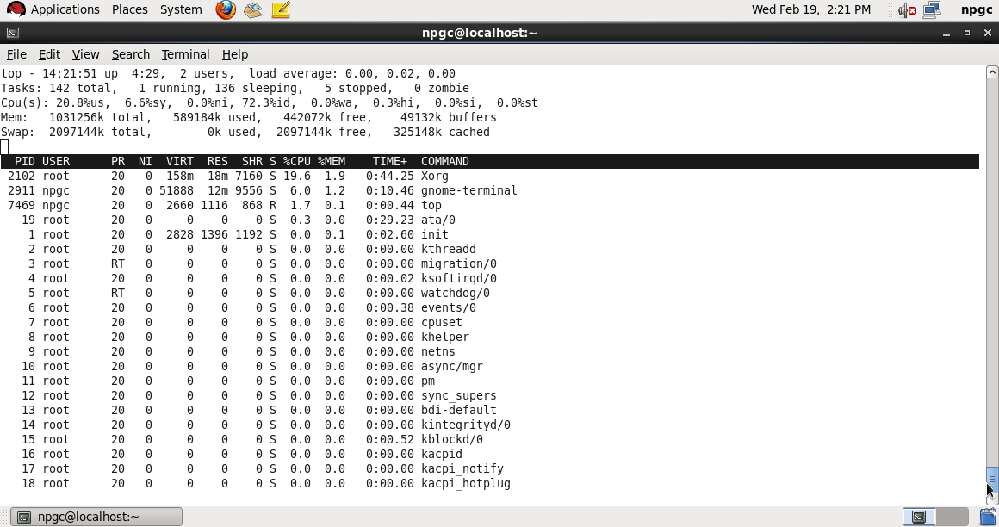 Applications Places System Wed Feb 19, 2:21 PM npgc
npgc@localhost:~
File Edit View Search Terminal Help
top - 14:21:51 up  4:29,  2 users,  load average: 0.00, 0.02, 0.00
Tasks: 142 total,   1 running, 136 sleeping,   5 stopped,   0 zombie
Cpu(s): 20.8%us,  6.6%sy,  0.0%ni, 72.3%id,  0.0%wa,  0.3%hi,  0.0%si,  0.0%st
Mem:   1031256k total,   589184k used,   442072k free,    49132k buffers
Swap:  2097144k total,        0k used,  2097144k free,   325148k cached
  PID USER      PR  NI  VIRT  RES  SHR S %CPU %MEM    TIME+  COMMAND
 2102 root      20   0  158m  18m 7160 S 19.6  1.9   0:44.25 Xorg
 2911 npgc      20   0 51888  12m 9556 S  6.0  1.2   0:10.46 gnome-terminal
 7469 npgc      20   0  2660 1116  868 R  1.7  0.1   0:00.44 top
   19 root      20   0     0    0    0 S  0.3  0.0   0:29.23 ata/0
    1 root      20   0  2828 1396 1192 S  0.0  0.1   0:02.60 init
    2 root      20   0     0    0    0 S  0.0  0.0   0:00.00 kthreadd
    3 root      RT   0     0    0    0 S  0.0  0.0   0:00.00 migration/0
    4 root      20   0     0    0    0 S  0.0  0.0   0:00.02 ksoftirqd/0
    5 root      RT   0     0    0    0 S  0.0  0.0   0:00.00 watchdog/0
    6 root      20   0     0    0    0 S  0.0  0.0   0:00.38 events/0
    7 root      20   0     0    0    0 S  0.0  0.0   0:00.00 cpuset
    8 root      20   0     0    0    0 S  0.0  0.0   0:00.00 khelper
    9 root      20   0     0    0    0 S  0.0  0.0   0:00.00 netns
   10 root      20   0     0    0    0 S  0.0  0.0   0:00.00 async/mgr
   11 root      20   0     0    0    0 S  0.0  0.0   0:00.00 pm
   12 root      20   0     0    0    0 S  0.0  0.0   0:00.00 sync_supers
   13 root      20   0     0    0    0 S  0.0  0.0   0:00.00 bdi-default
   14 root      20   0     0    0    0 S  0.0  0.0   0:00.00 kintegrityd/0
   15 root      20   0     0    0    0 S  0.0  0.0   0:00.52 kblockd/0
   16 root      20   0     0    0    0 S  0.0  0.0   0:00.00 kacpid
   17 root      20   0     0    0    0 S  0.0  0.0   0:00.00 kacpi_notify
   18 root      20   0     0    0    0 S  0.0  0.0   0:00.00 kacpi_hotplug
npgc@localhost:~